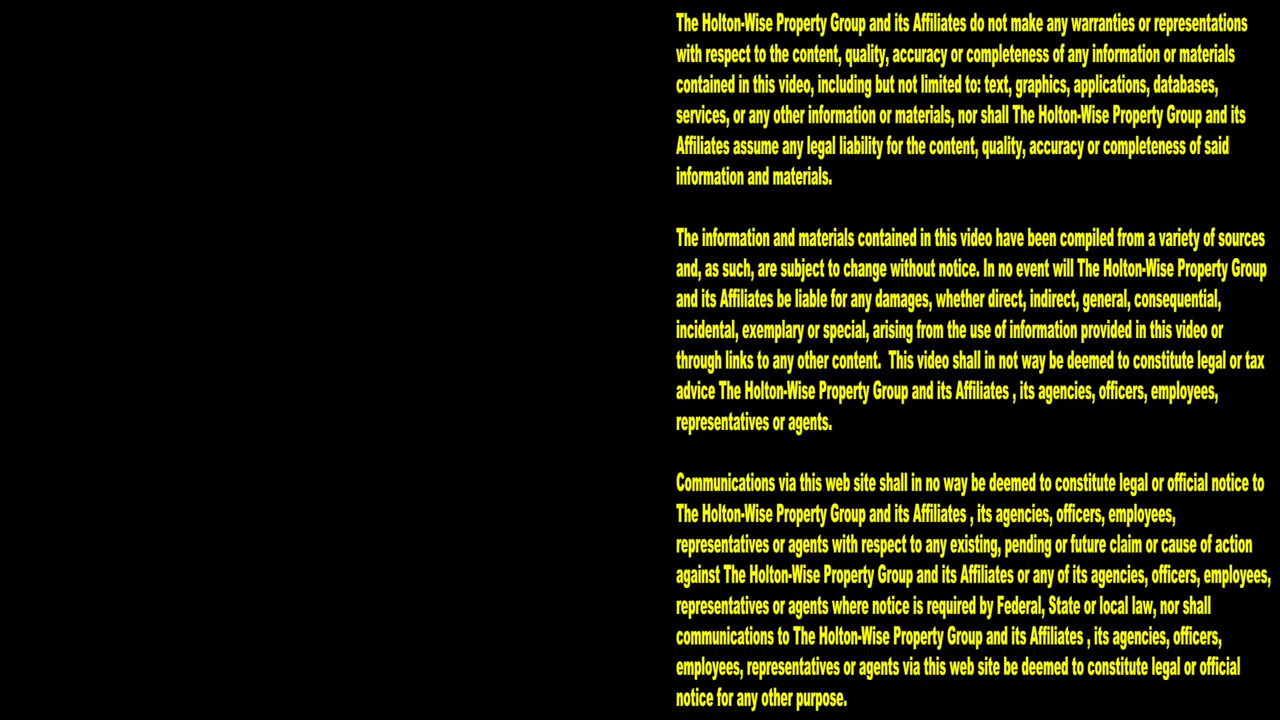 The Holton-Wise Property Group and its Affiliates do not make any warranties or representations
with respect to the content, quality, accuracy or completeness of any information or materials
contained in this video, including but not limited to: text, graphics, applications, databases,
services, or any other information or materials, nor shall The Holton-Wise Property Group and its
Affiliates assume any legal liability for the content, quality, accuracy or completeness of said
information and materials.
The information and materials contained in this video have been compiled from a variety of sources
and, as such, are subject to change without notice. In no event will The Holton-Wise Property Group
and its Affiliates be liable for any damages, whether direct, indirect, general, consequential,
incidental, exemplary or special, arising from the use of information provided in this video or
through links to any other content.  This video shall in not way be deemed to constitute legal or tax
advice The Holton-Wise Property Group and its Affiliates , its agencies, officers, employees,
representatives or agents.
Communications via this web site shall in no way be deemed to constitute legal or official notice to
The Holton-Wise Property Group and its Affiliates , its agencies, officers, employees,
representatives or agents with respect to any existing, pending or future claim or cause of action
against The Holton-Wise Property Group and its Affiliates or any of its agencies, officers, employees,
representatives or agents where notice is required by Federal, State or local law, nor shall
communications to The Holton-Wise Property Group and its Affiliates , its agencies, officers,
employees, representatives or agents via this web site be deemed to constitute legal or official
notice for any other purpose.